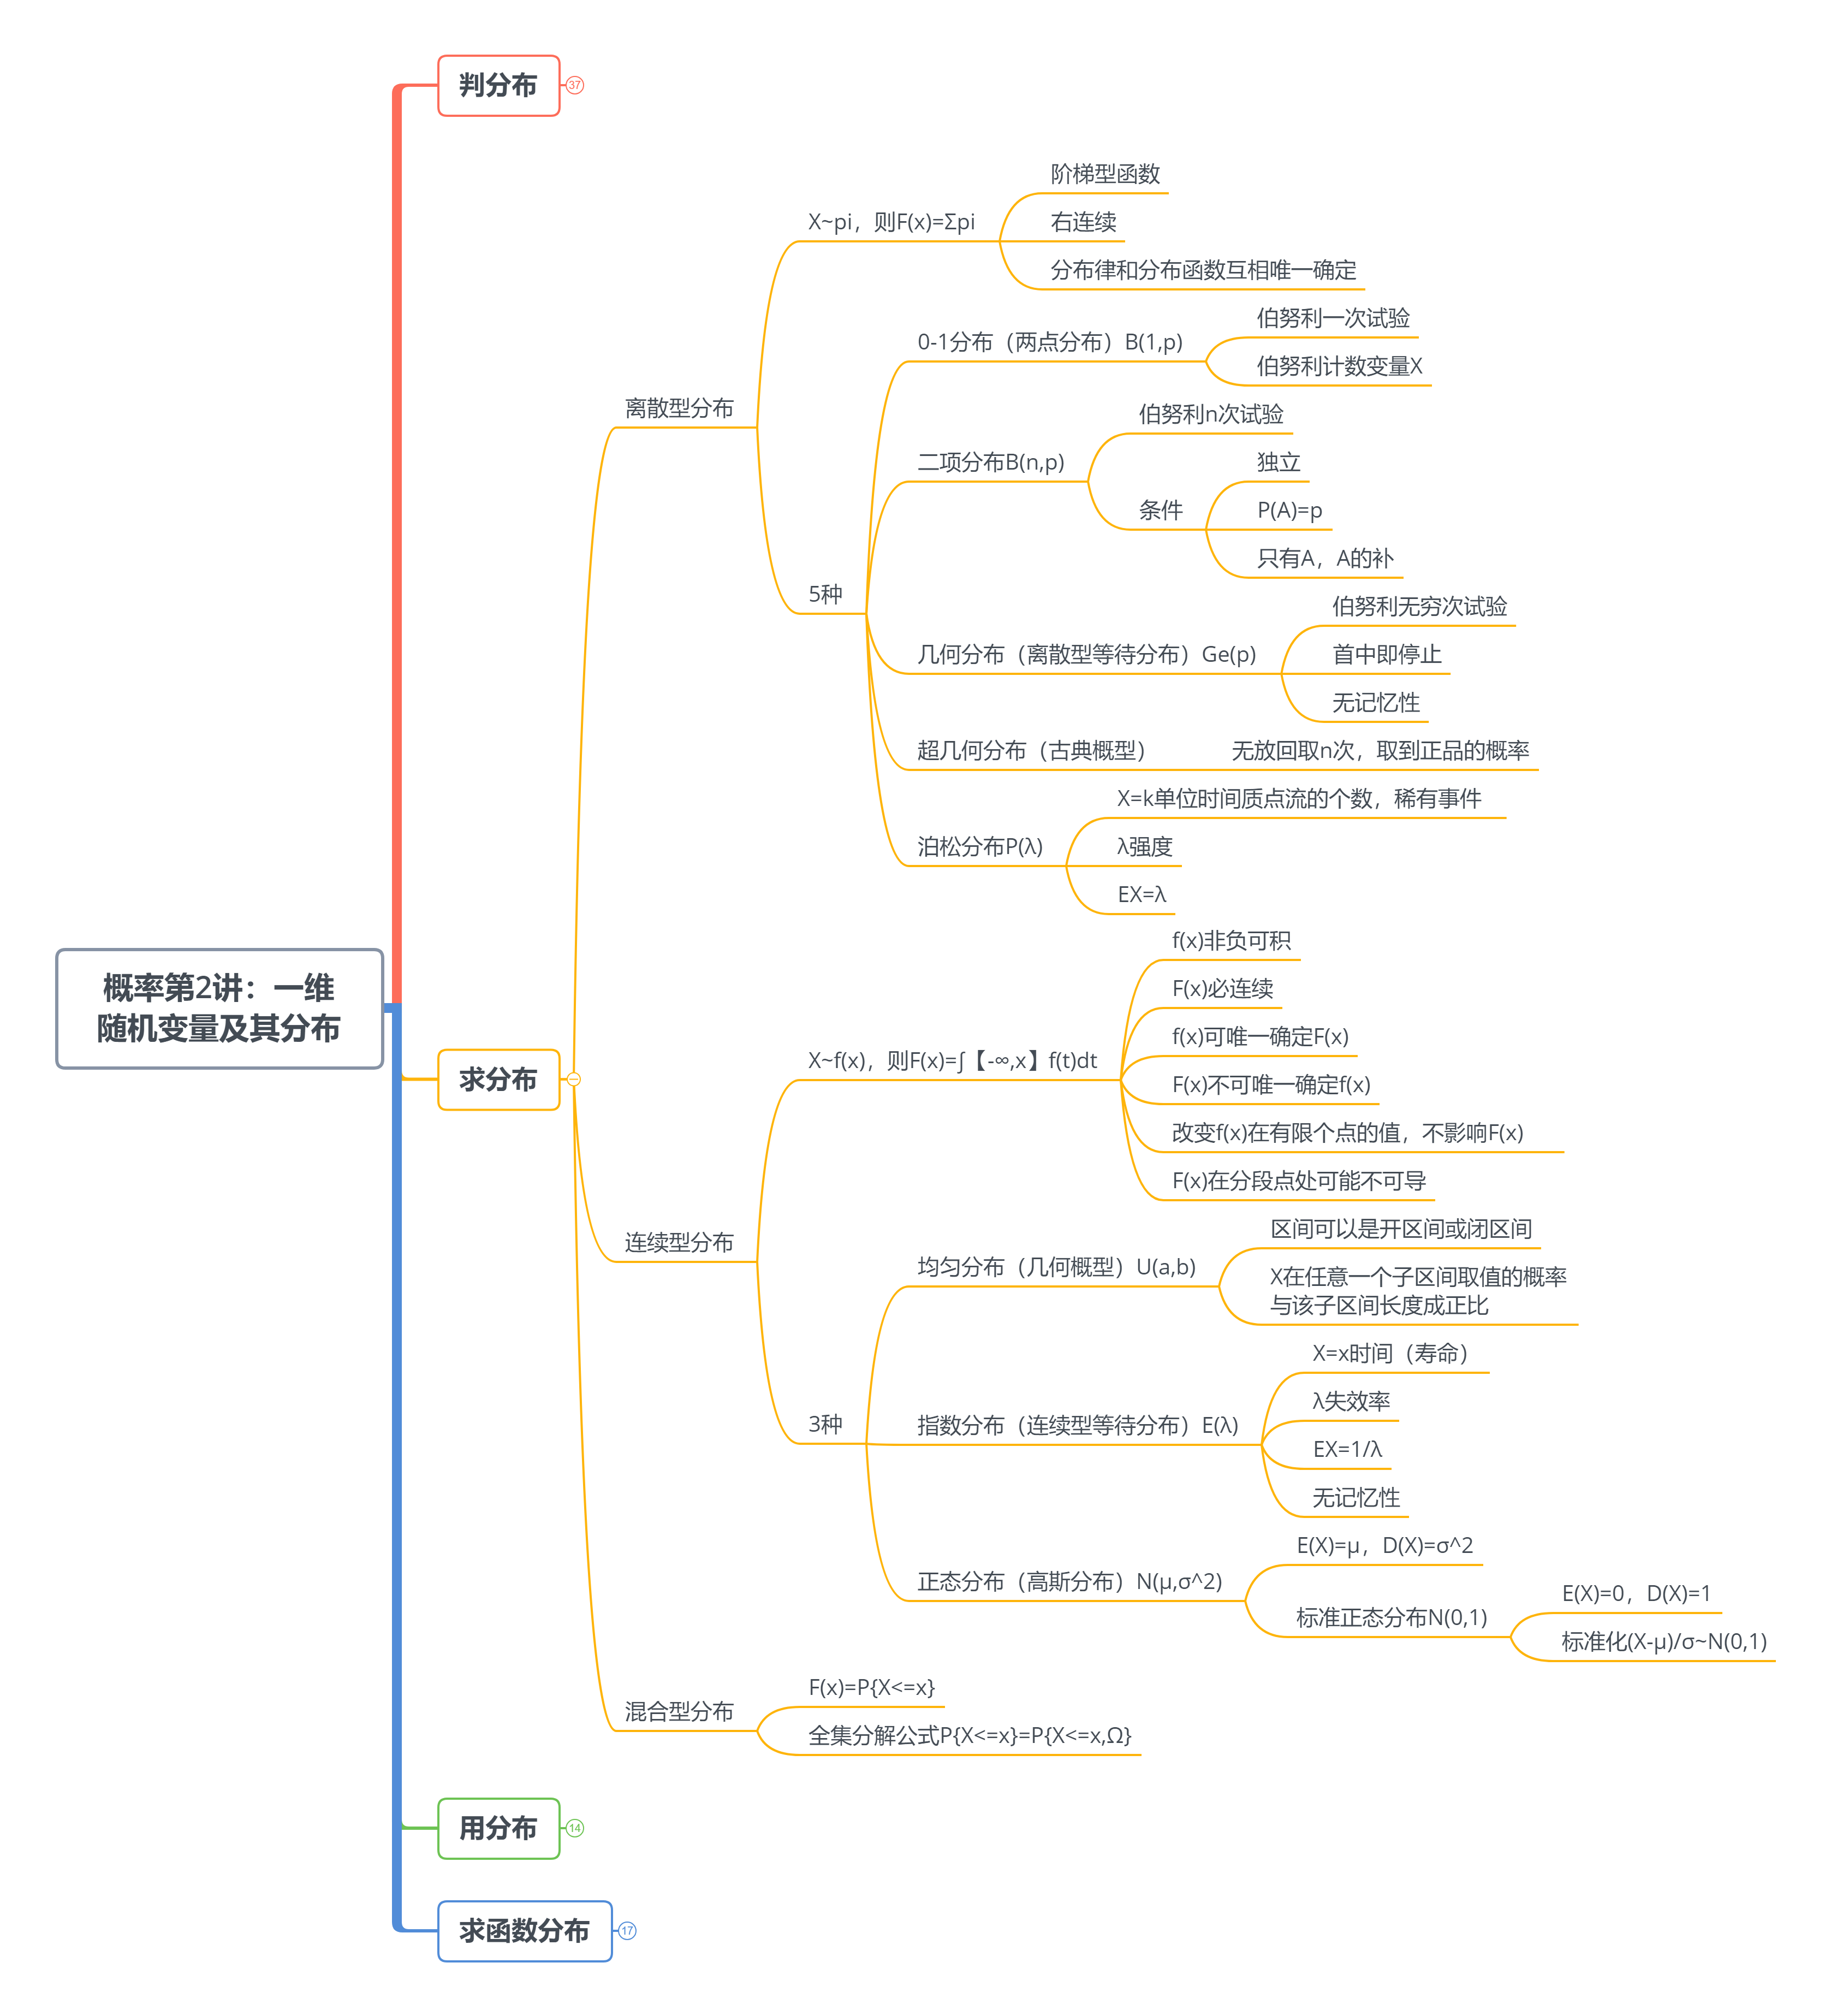 判分布
37
阶梯型函数
X~pi，则F(x)=Σpi
右连续
分布律和分布函数互相唯一确定
伯努利一次试验
0-1分布（两点分布）B(1,p)
伯努利计数变量X
离散型分布
伯努利n次试验
二项分布B(n,p)
独立
条件
P(A)=p
只有A，A的补
5种
伯努利无穷次试验
几何分布（离散型等待分布）Ge(p)
首中即停止
无记忆性
超几何分布（古典概型）
无放回取n次，取到正品的概率
X=k单位时间质点流的个数，稀有事件
泊松分布P(λ)
λ强度
EX=λ
概率第2讲：一维
随机变量及其分布
求分布
f(x)非负可积
F(x)必连续
f(x)可唯一确定F(x)
X~f(x)，则F(x)=∫【-∞,x】f(t)dt
F(x)不可唯一确定f(x)
改变f(x)在有限个点的值，不影响F(x)
F(x)在分段点处可能不可导
连续型分布
区间可以是开区间或闭区间
均匀分布（几何概型）U(a,b)
X在任意一个子区间取值的概率
与该子区间长度成正比
3种
X=x时间（寿命）
λ失效率
指数分布（连续型等待分布）E(λ)
EX=1/λ
无记忆性
E(X)=μ，D(X)=σ^2
正态分布（高斯分布）N(μ,σ^2)
标准正态分布N(0,1)
E(X)=0，D(X)=1
标准化(X-μ)/σ~N(0,1)
混合型分布
F(x)=P{X<=x}
全集分解公式P{X<=x}=P{X<=x,Ω}
用分布
14
求函数分布
17